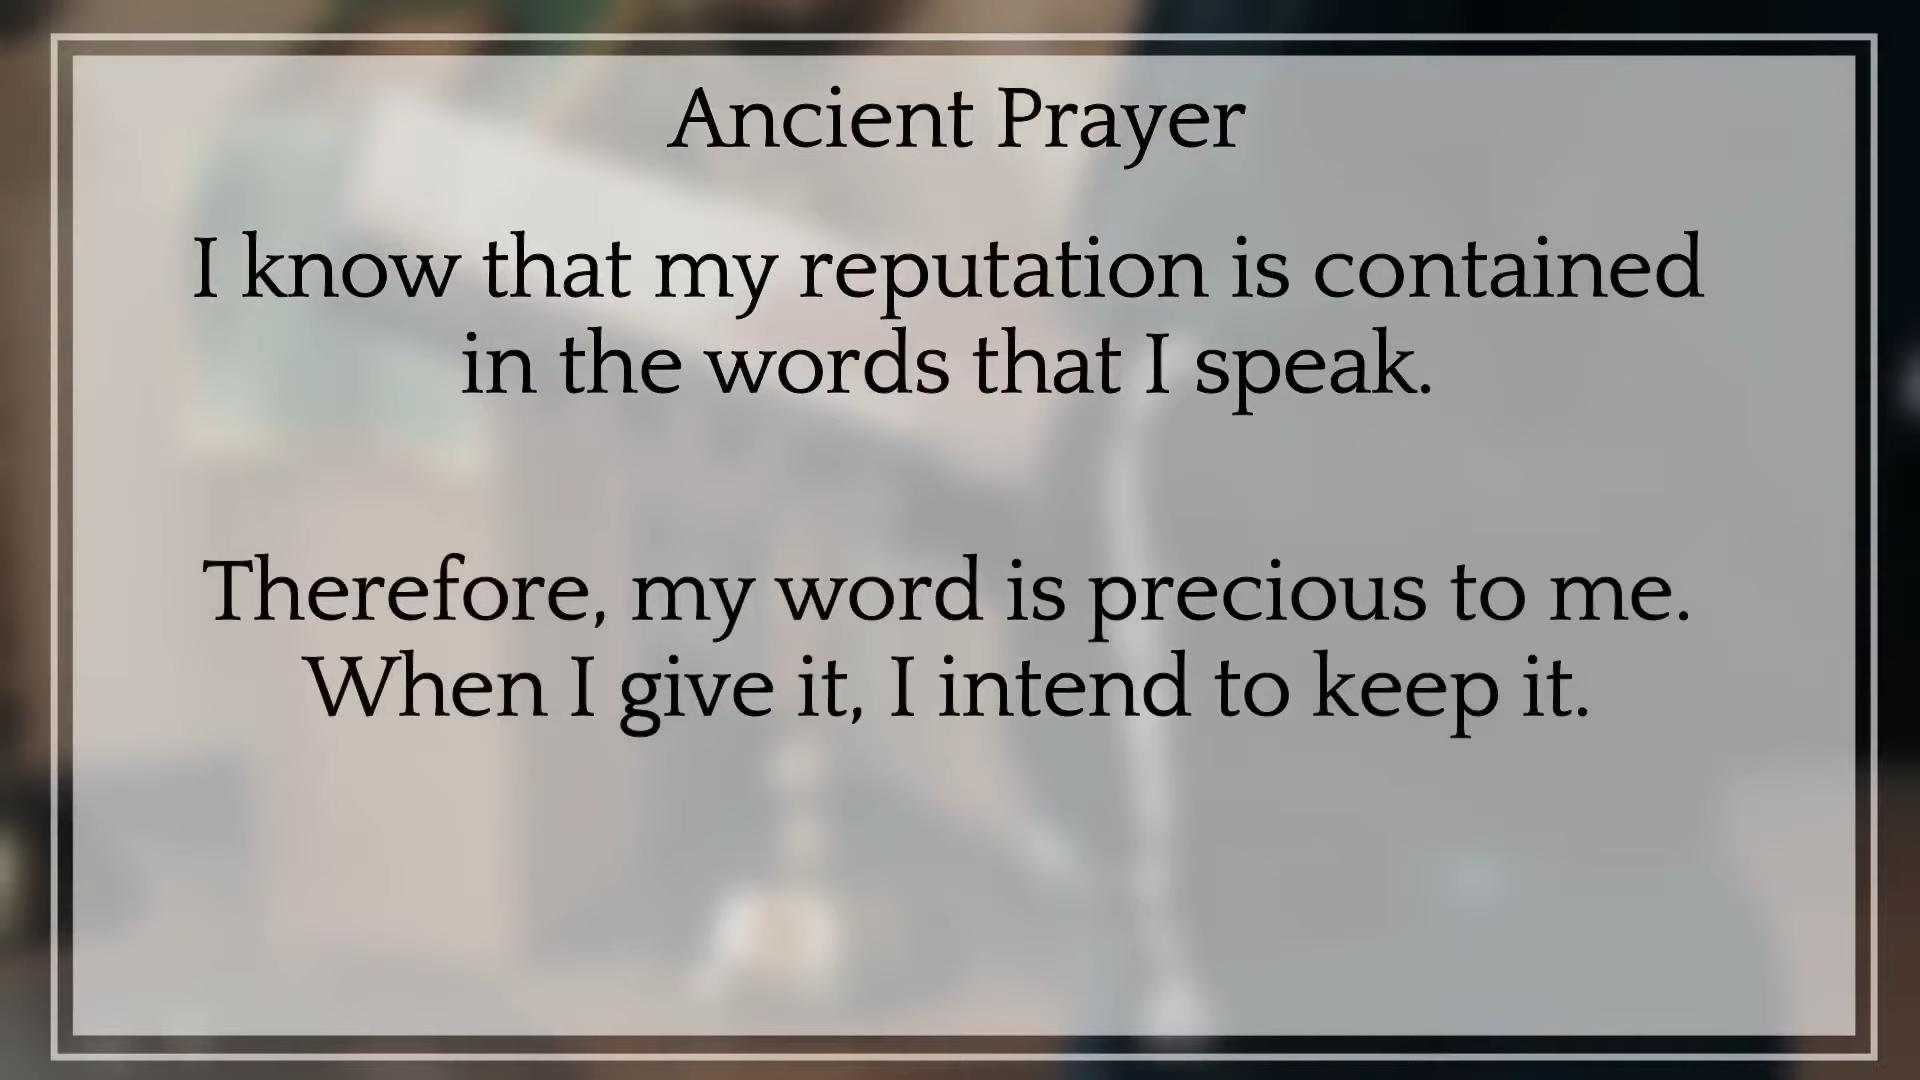 Ancient Prayer
I know that my reputation is contained
in the words that I speak.
Therefore, my word is precious to me.
When I give it, I intend to keep it.